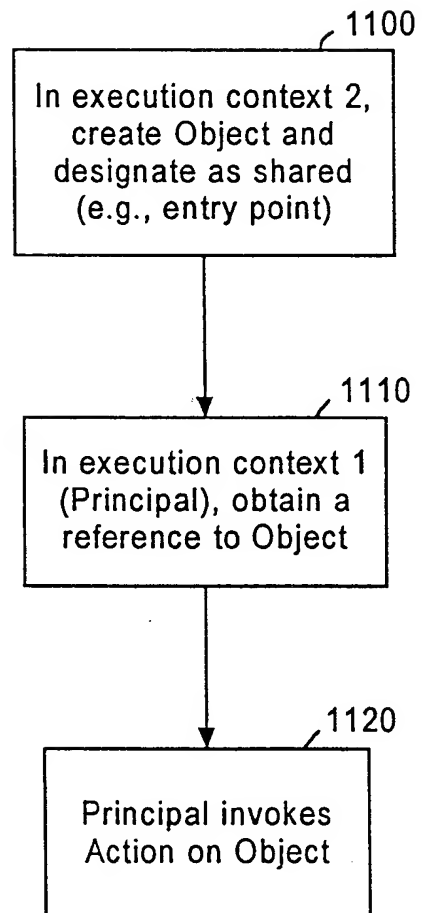 1100
In execution context 2,
create Object and
designate as shared
(e.g., entry point)
1110
In execution context 1
(Principal), obtain a
reference to Object
1120
Principal invokes
Action on Object